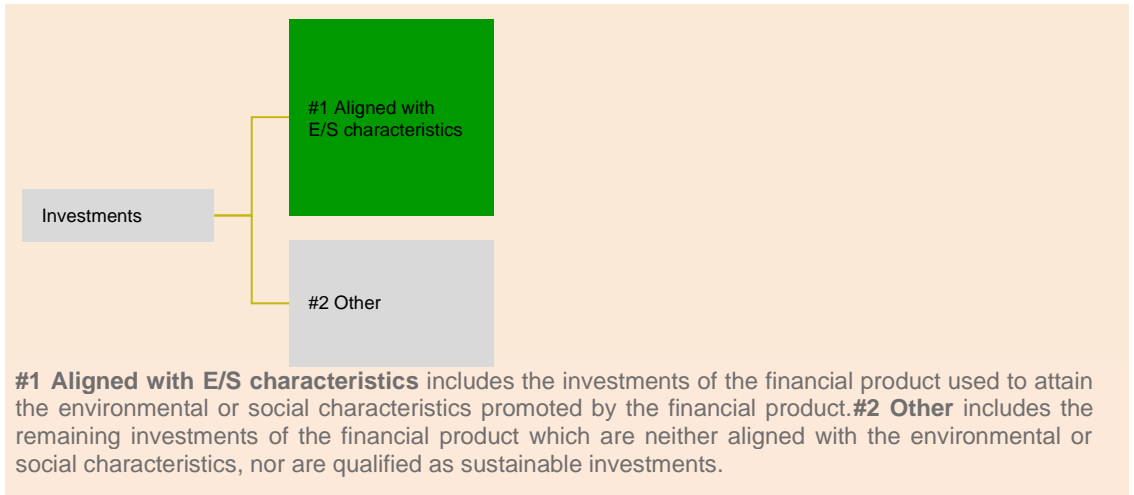 #1 Aligned with
E/S characteristics
Investments
#2 Other
#1 Aligned with E/S characteristics includes the investments of the financial product used to attain
the environmental or social characteristics promoted by the financial product.#2 Other includes the
remaining investments of the financial product which are neither aligned with the environmental or
social characteristics, nor are qualified as sustainable investments.